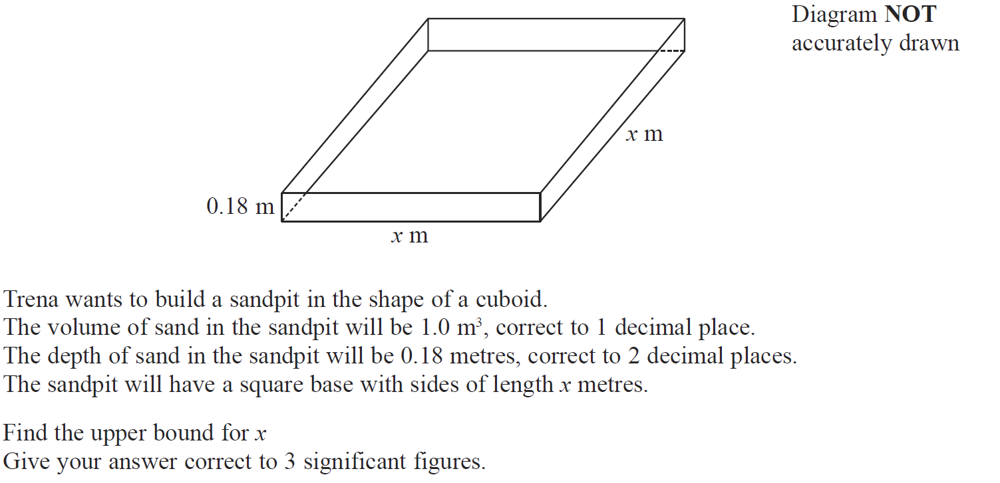 Diagram NOT
accurately drawn
x m
0.18 m
x m
Trena wants to build a sandpit in the shape of a cuboid.
The volume of sand in the sandpit will be 1.0 m³, correct to 1 decimal place.
The depth of sand in the sandpit will be 0.18 metres, correct to 2 decimal places.
The sandpit will have a square base with sides of length x metres.
Find the upper bound for x
Give your answer correct to 3 significant figures.